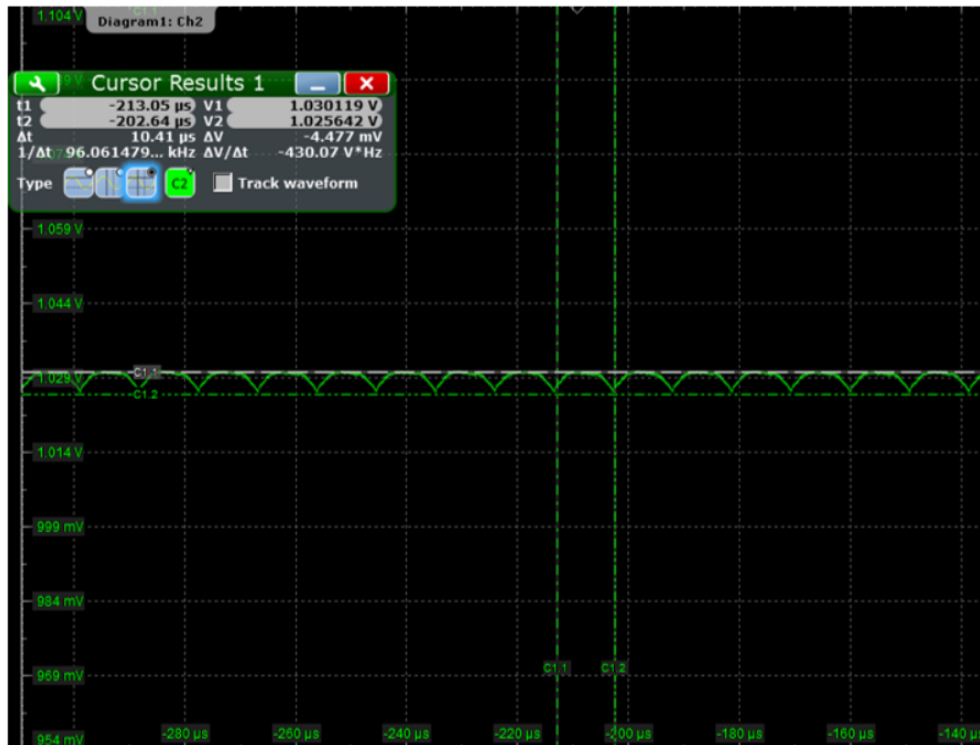 1.104 V
C1.1
Diagram1: Ch2
Cursor Results 1
t1 -213.05 µs V1 1.030119 V
t2 -202.64 µs V2 1.025642 V
Δt 10.41 µs ΔV -4.477 mV
1/Δt 96.061479... kHz ΔV/Δt -430.07 V*Hz
Type C2 Track waveform
1.059 V
1.044 V
C1.1
1.029 V
C1.2
1.014 V
999 mV
984 mV
C1.1 C1.2
969 mV
954 mV -280 µs -260 µs -240 µs -220 µs -200 µs -180 µs -160 µs -140 µs